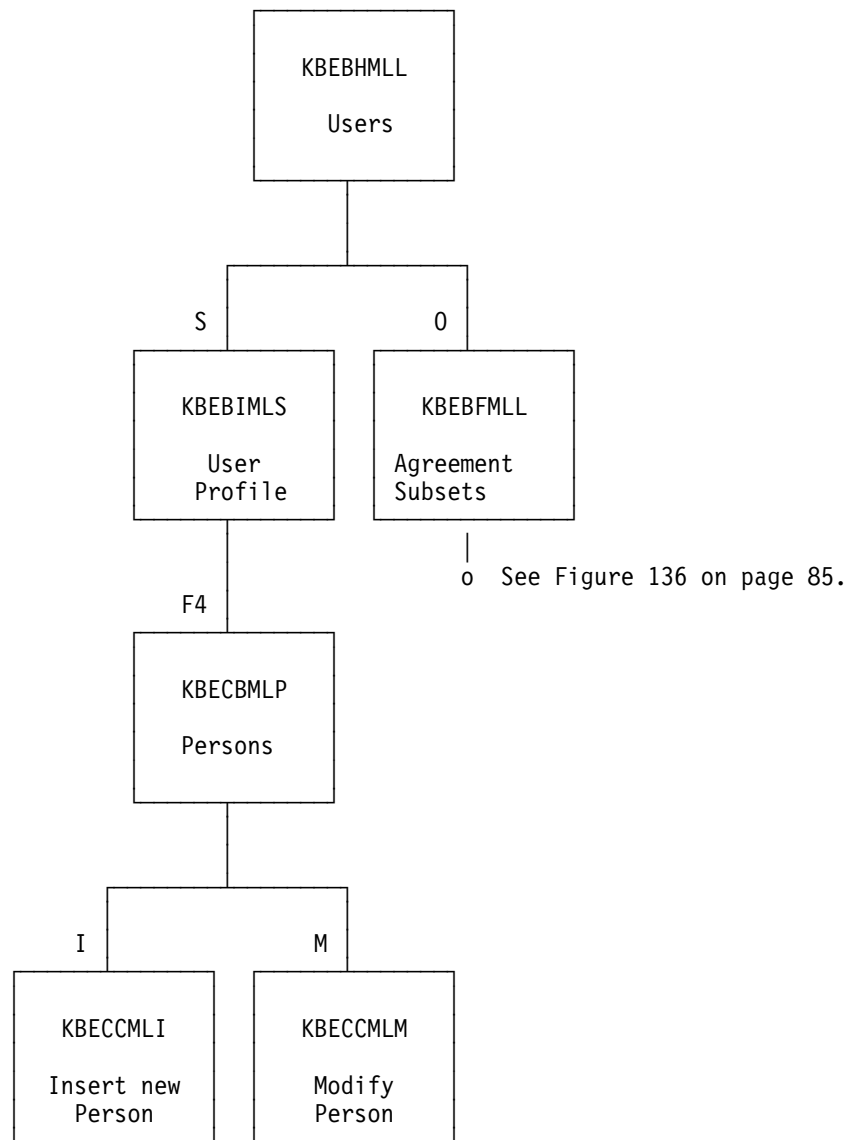 KBEBHMLL
Users
S
O
KBEBIMLS
KBEBFMLL
User
Profile
Agreement
Subsets
o See Figure 136 on page 85.
F4
KBECBMLP
Persons
I
M
KBECCMLI
KBECCMLM
Insert new
Person
Modify
Person